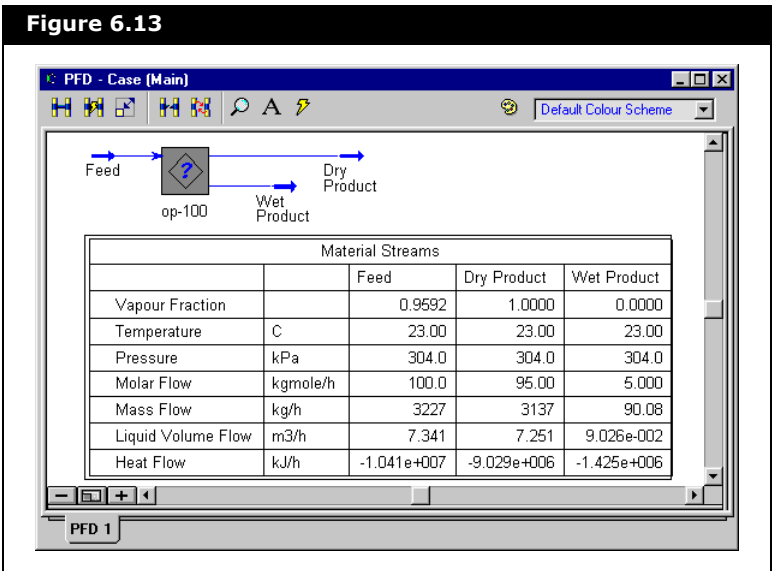 Figure 6.13
PFD - Case (Main)
A
Default Colour Scheme
Feed
?
op-100
Dry
Product
Wet
Product
Material Streams
Feed Dry Product Wet Product
Vapour Fraction 0.9592 1.0000 0.0000
Temperature C 23.00 23.00 23.00
Pressure kPa 304.0 304.0 304.0
Molar Flow kgmole/h 100.0 95.00 5.000
Mass Flow kg/h 3227 3137 90.08
Liquid Volume Flow m3/h 7.341 7.251 9.026e-002
Heat Flow kJ/h -1.041e+007 -9.029e+006 -1.425e+006
PFD 1